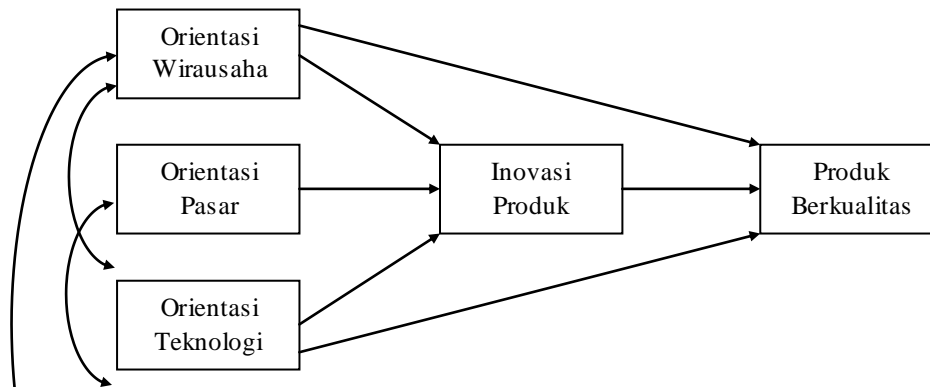 Orientasi
Wirausaha
Orientasi
Pasar
Inovasi
Produk
Produk
Berkualitas
Orientasi
Teknologi